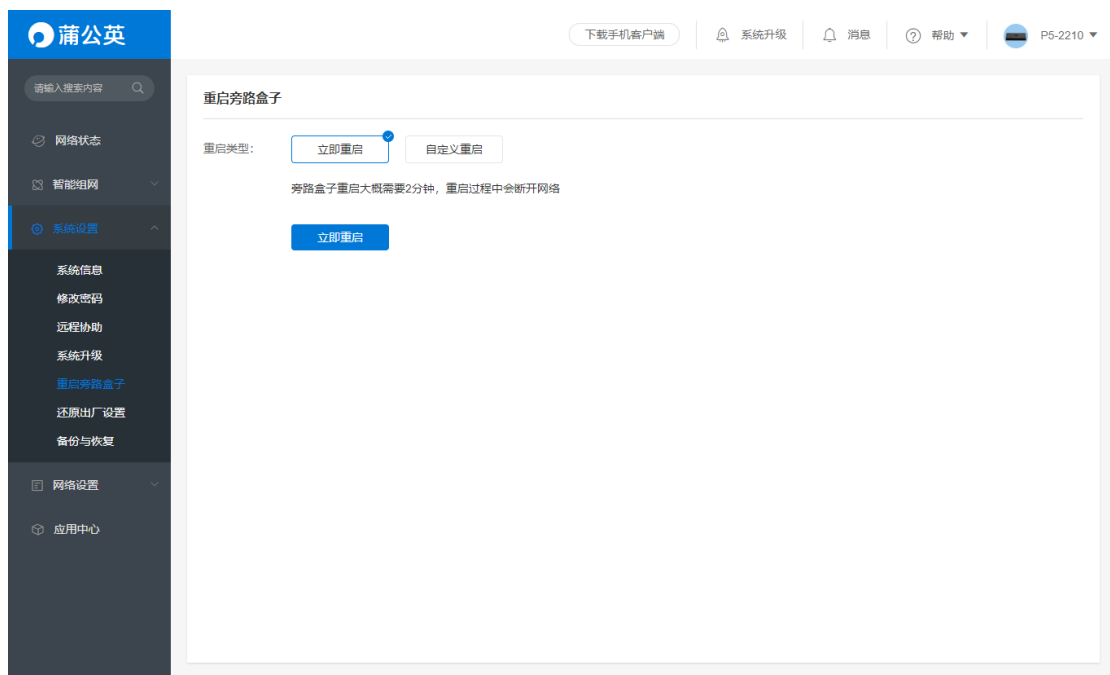 蒲公英
下载手机客户端 系统升级 消息 帮助 P5-2210
请输入搜索内容
网络状态
智能组网
系统设置
系统信息
修改密码
远程协助
系统升级
重启旁路盒子
还原出厂设置
备份与恢复
网络设置
应用中心
重启旁路盒子
重启类型: 立即重启 自定义重启
旁路盒子重启大概需要2分钟，重启过程中会断开网络
立即重启